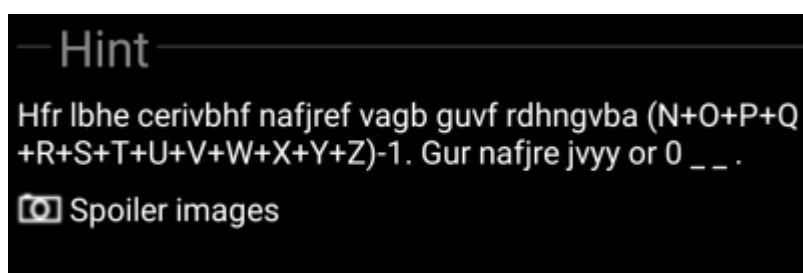 Hint
Hfr lbhe cerivbhf nafjref vagb guvf rdhngvba (N+O+P+Q
+R+S+T+U+V+W+X+Y+Z)-1. Gur nafjre jvyy or 0 _ _ .
Spoiler images